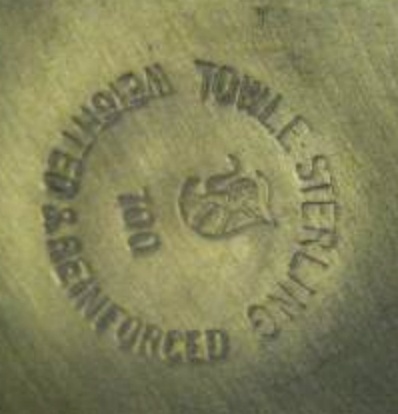 TOWLE STERLING
WEIGHTED & REINFORCED
700